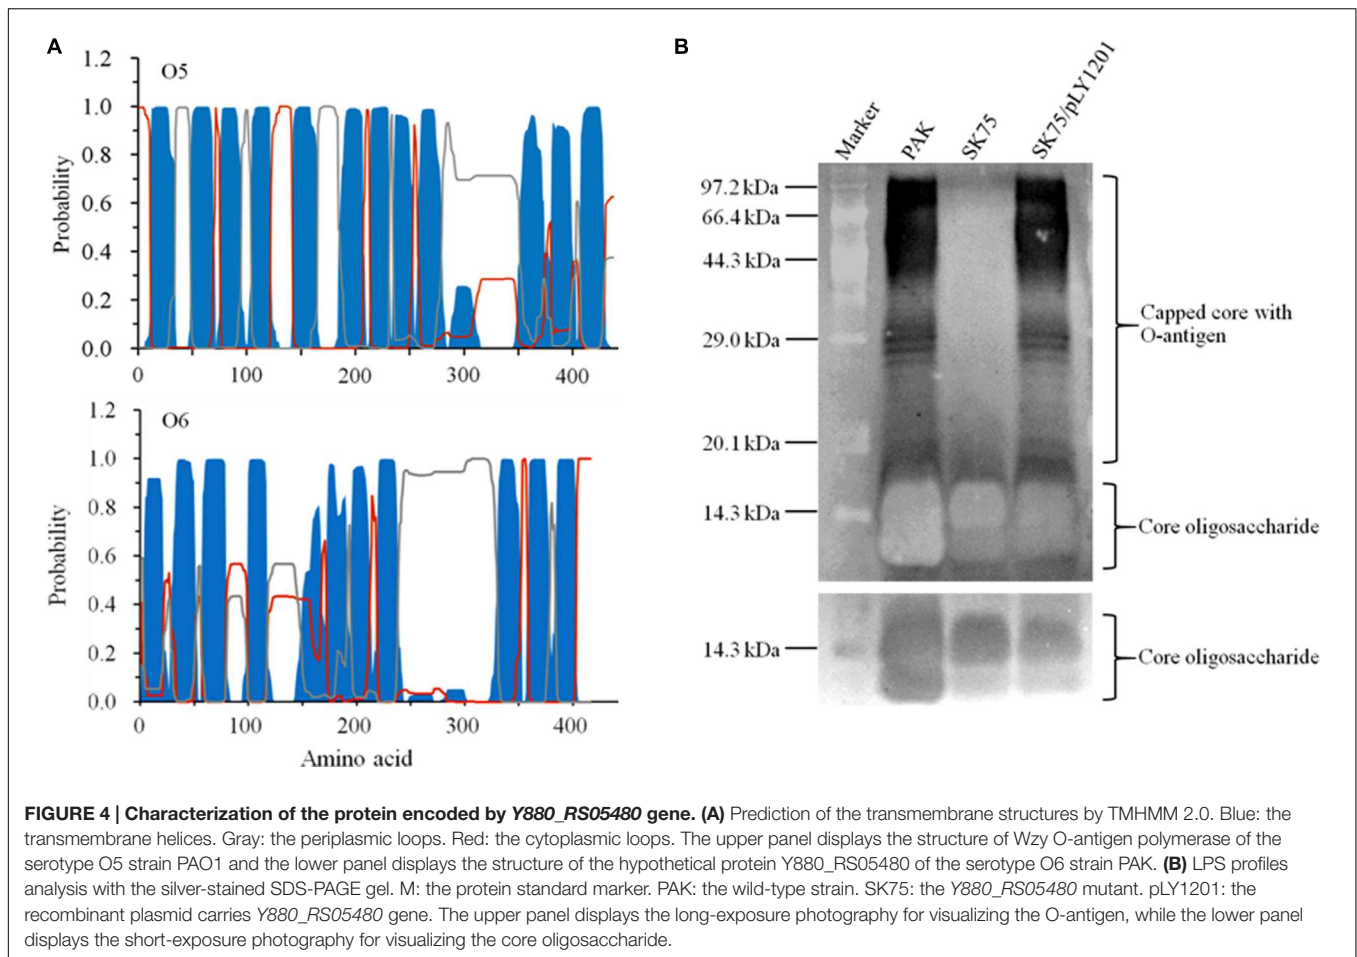 A
1.2
O5
1.0
0.8
0.6
0.4
0.2
0.0
Probability
0 100 200 300 400
1.2
O6
1.0
0.8
0.6
0.4
0.2
0.0
Probability
0 100 200 300 400
Amino acid
B
Marker
PAK
SK75
SK75/pLY1201
97.2 kDa
66.4 kDa
44.3 kDa
29.0 kDa
20.1 kDa
14.3 kDa
Capped core with
O-antigen
Core oligosaccharide
14.3 kDa
Core oligosaccharide
FIGURE 4 | Characterization of the protein encoded by Y880_RS05480 gene. (A) Prediction of the transmembrane structures by TMHMM 2.0. Blue: the
transmembrane helices. Gray: the periplasmic loops. Red: the cytoplasmic loops. The upper panel displays the structure of Wzy O-antigen polymerase of the
serotype O5 strain PAO1 and the lower panel displays the structure of the hypothetical protein Y880_RS05480 of the serotype O6 strain PAK. (B) LPS profiles
analysis with the silver-stained SDS-PAGE gel. M: the protein standard marker. PAK: the wild-type strain. SK75: the Y880_RS05480 mutant. pLY1201: the
recombinant plasmid carries Y880_RS05480 gene. The upper panel displays the long-exposure photography for visualizing the O-antigen, while the lower panel
displays the short-exposure photography for visualizing the core oligosaccharide.